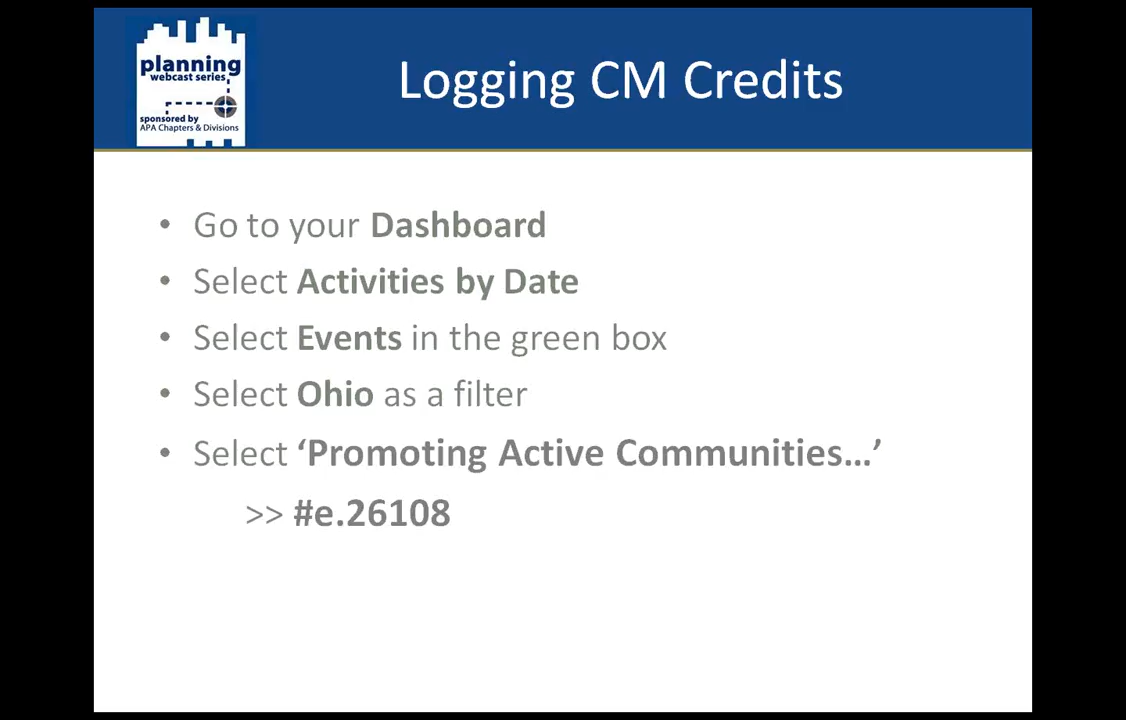 planning
webcast series
sponsored by
APA Chapters & Divisions
Logging CM Credits
• Go to your Dashboard
• Select Activities by Date
• Select Events in the green box
• Select Ohio as a filter
• Select ‘Promoting Active Communities...’
>> #e.26108